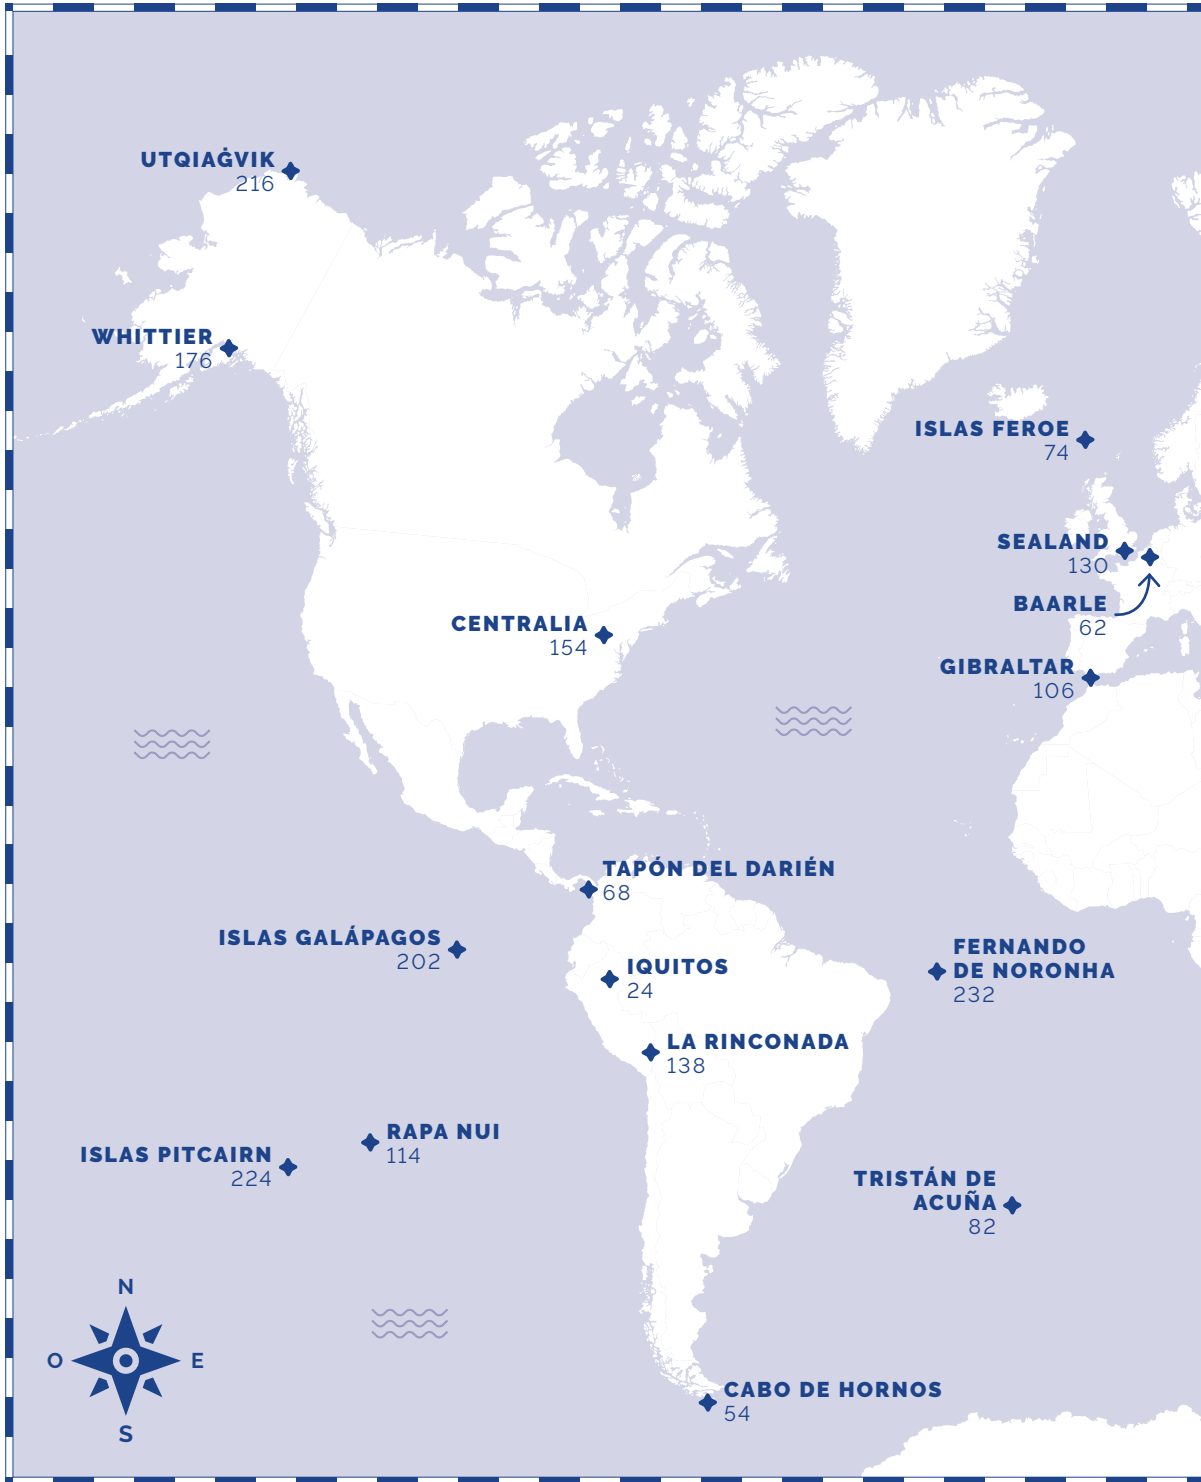 UTQIAĠVIK
216
WHITTIER
176
ISLAS FEROE
74
SEALAND
130
BAARLE
62
CENTRALIA
154
GIBRALTAR
106
TAPÓN DEL DARIÉN
68
ISLAS GALÁPAGOS
202
FERNANDO
DE NORONHA
232
IQUITOS
24
LA RINCONADA
138
RAPA NUI
114
ISLAS PITCAIRN
224
TRISTÁN DE
ACUÑA
82
N
O
E
S
CABO DE HORNOS
54